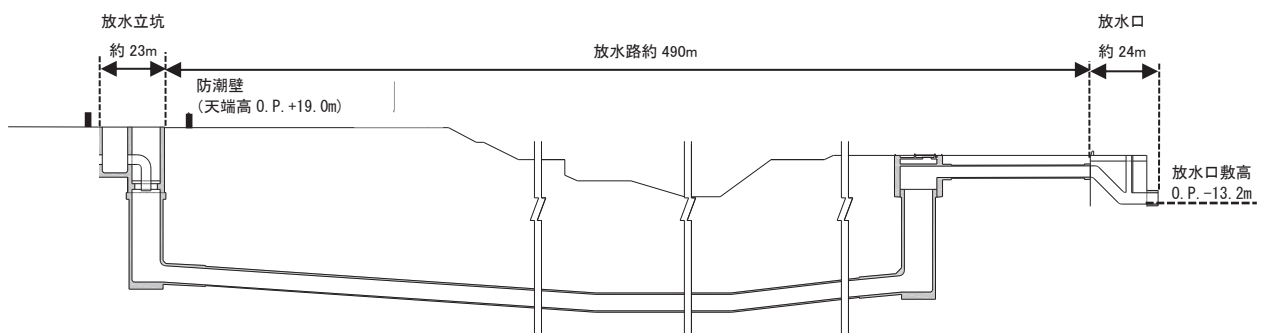 放水立坑
約 23m
放水路約 490m
放水口
約 24m
防潮壁
(天端高 O.P.+19.0m)
放水口敷高
O.P.-13.2m